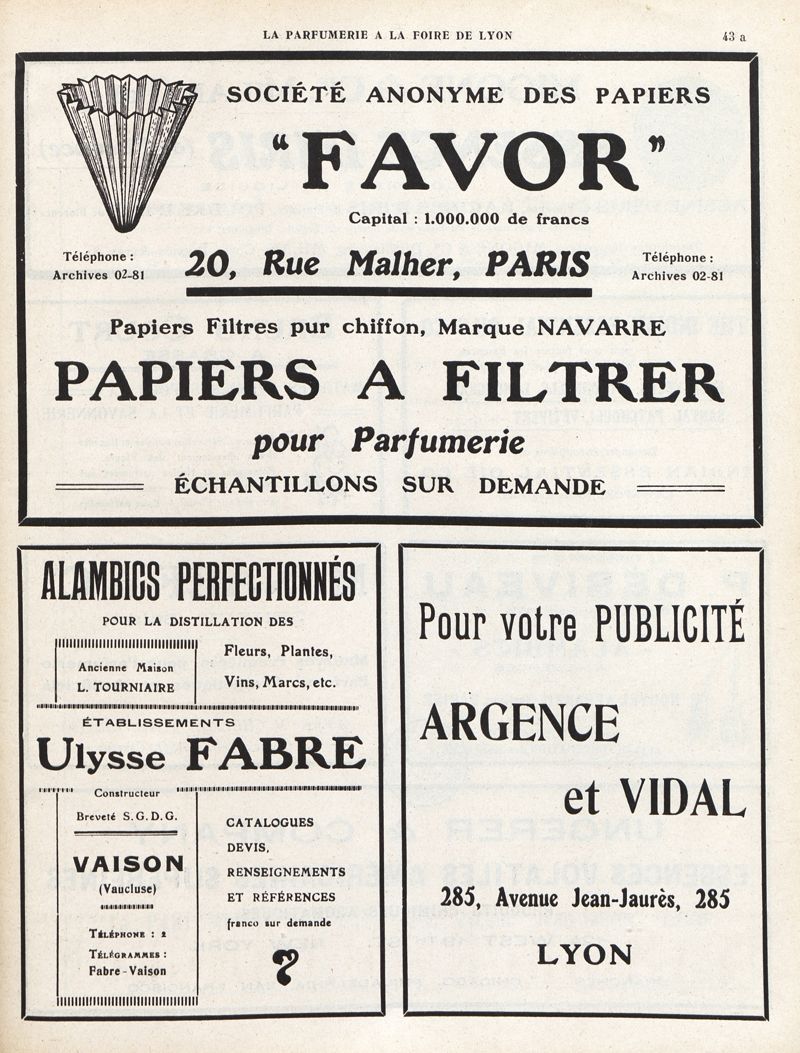 LA PARFUMERIE A LA FOIRE DE LYON
43 a
SOCIÉTÉ ANONYME DES PAPIERS
"FAVOR"
Capital : 1.000.000 de francs
Téléphone :
Archives 02-81
20, Rue Malher, PARIS
Téléphone :
Archives 02-81
Papiers Filtres pur chiffon, Marque NAVARRE
PAPIERS A FILTRER
pour Parfumerie
ÉCHANTILLONS SUR DEMANDE
ALAMBICS PERFECTIONNÉS
POUR LA DISTILLATION DES
Ancienne Maison
L. TOURNIAIRE
Fleurs, Plantes,
Vins, Marcs, etc.
ÉTABLISSEMENTS
Ulysse FABRE
Constructeur
Breveté S.G.D.G.
VAISON
(Vaucluse)
TÉLÉPHONE : 2
TÉLÉGRAMMES :
Fabre-Vaison
CATALOGUES
DEVIS,
RENSEIGNEMENTS
ET RÉFÉRENCES
franco sur demande
Pour votre PUBLICITÉ
ARGENCE
et VIDAL
285, Avenue Jean-Jaurès, 285
LYON